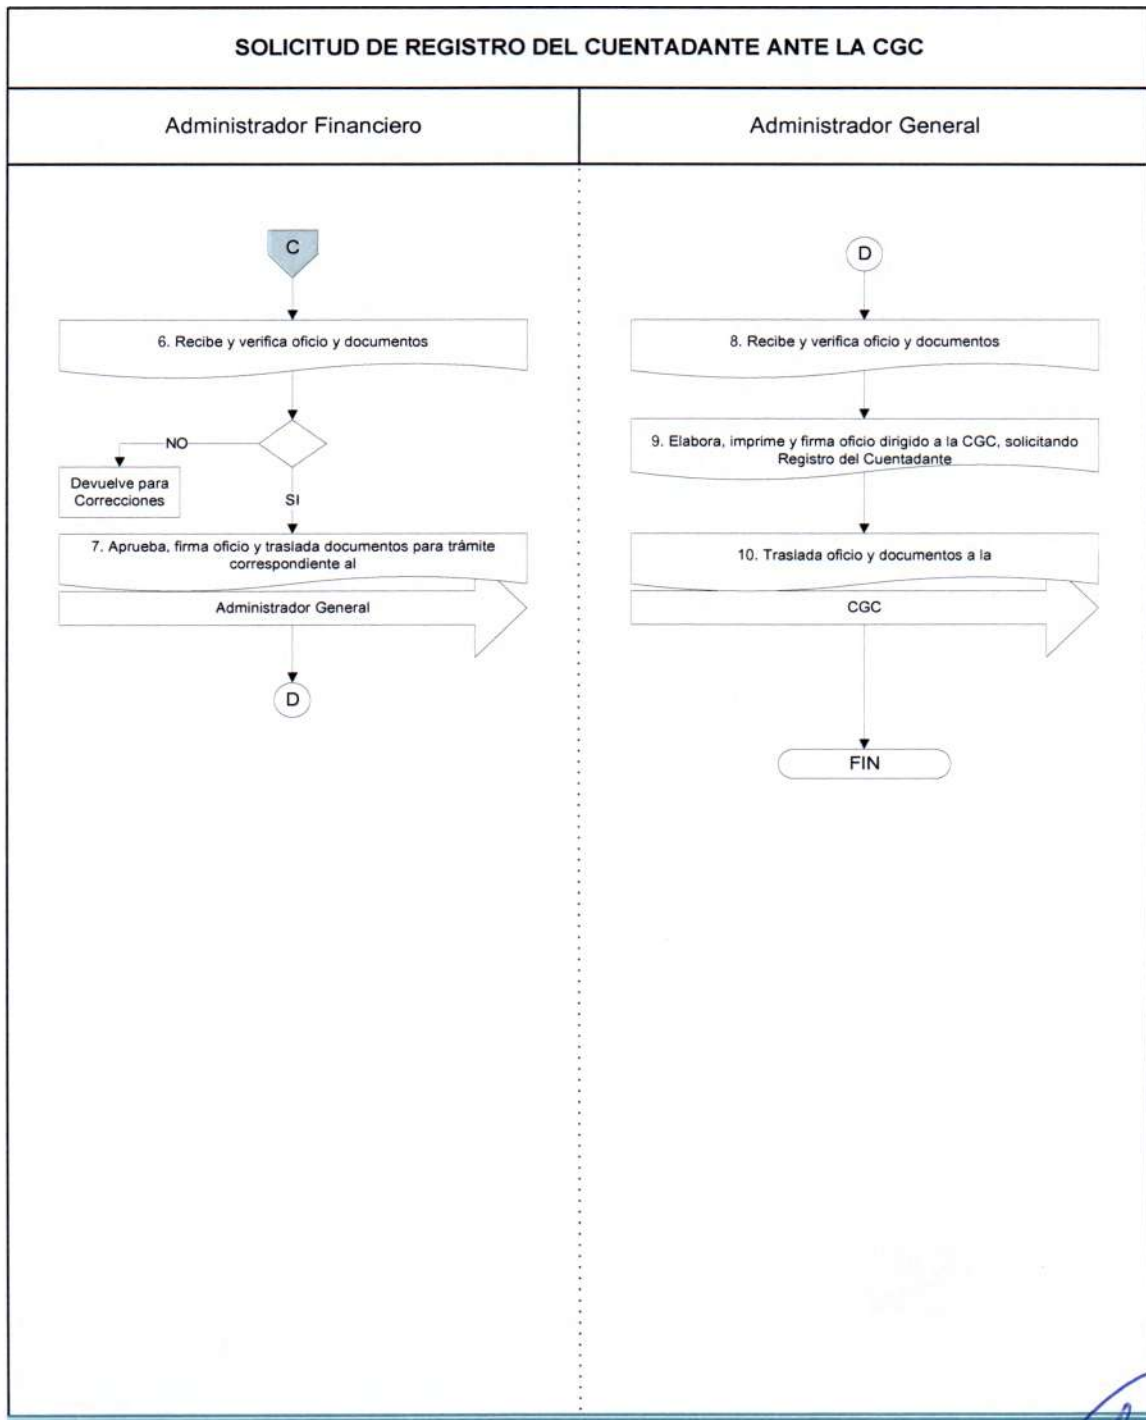 SOLICITUD DE REGISTRO DEL CUENTADANTE ANTE LA CGC
Administrador Financiero
Administrador General
C
6. Recibe y verifica oficio y documentos
NO
Devuelve para
Correcciones
SI
7. Aprueba, firma oficio y traslada documentos para trámite
correspondiente al
Administrador General
D
D
8. Recibe y verifica oficio y documentos
9. Elabora, imprime y firma oficio dirigido a la CGC, solicitando
Registro del Cuentadante
10. Traslada oficio y documentos a la
CGC
FIN